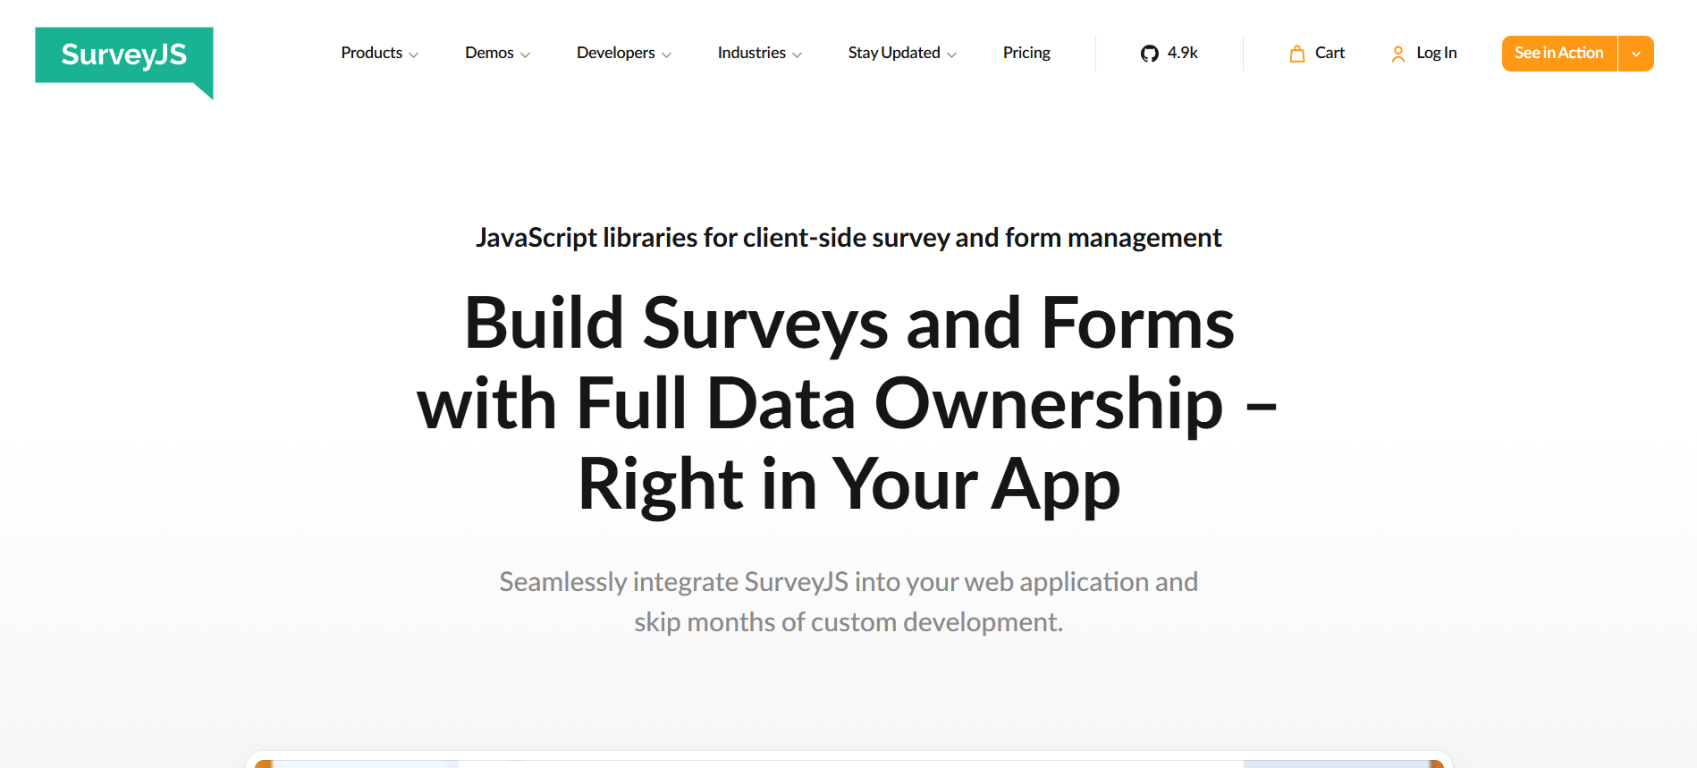 SurveyJS
Products
Demos
Developers
Industries
Stay Updated
Pricing
4.9k
Cart
Log In
See in Action
JavaScript libraries for client-side survey and form management
Build Surveys and Forms
with Full Data Ownership –
Right in Your App
Seamlessly integrate SurveyJS into your web application and
skip months of custom development.